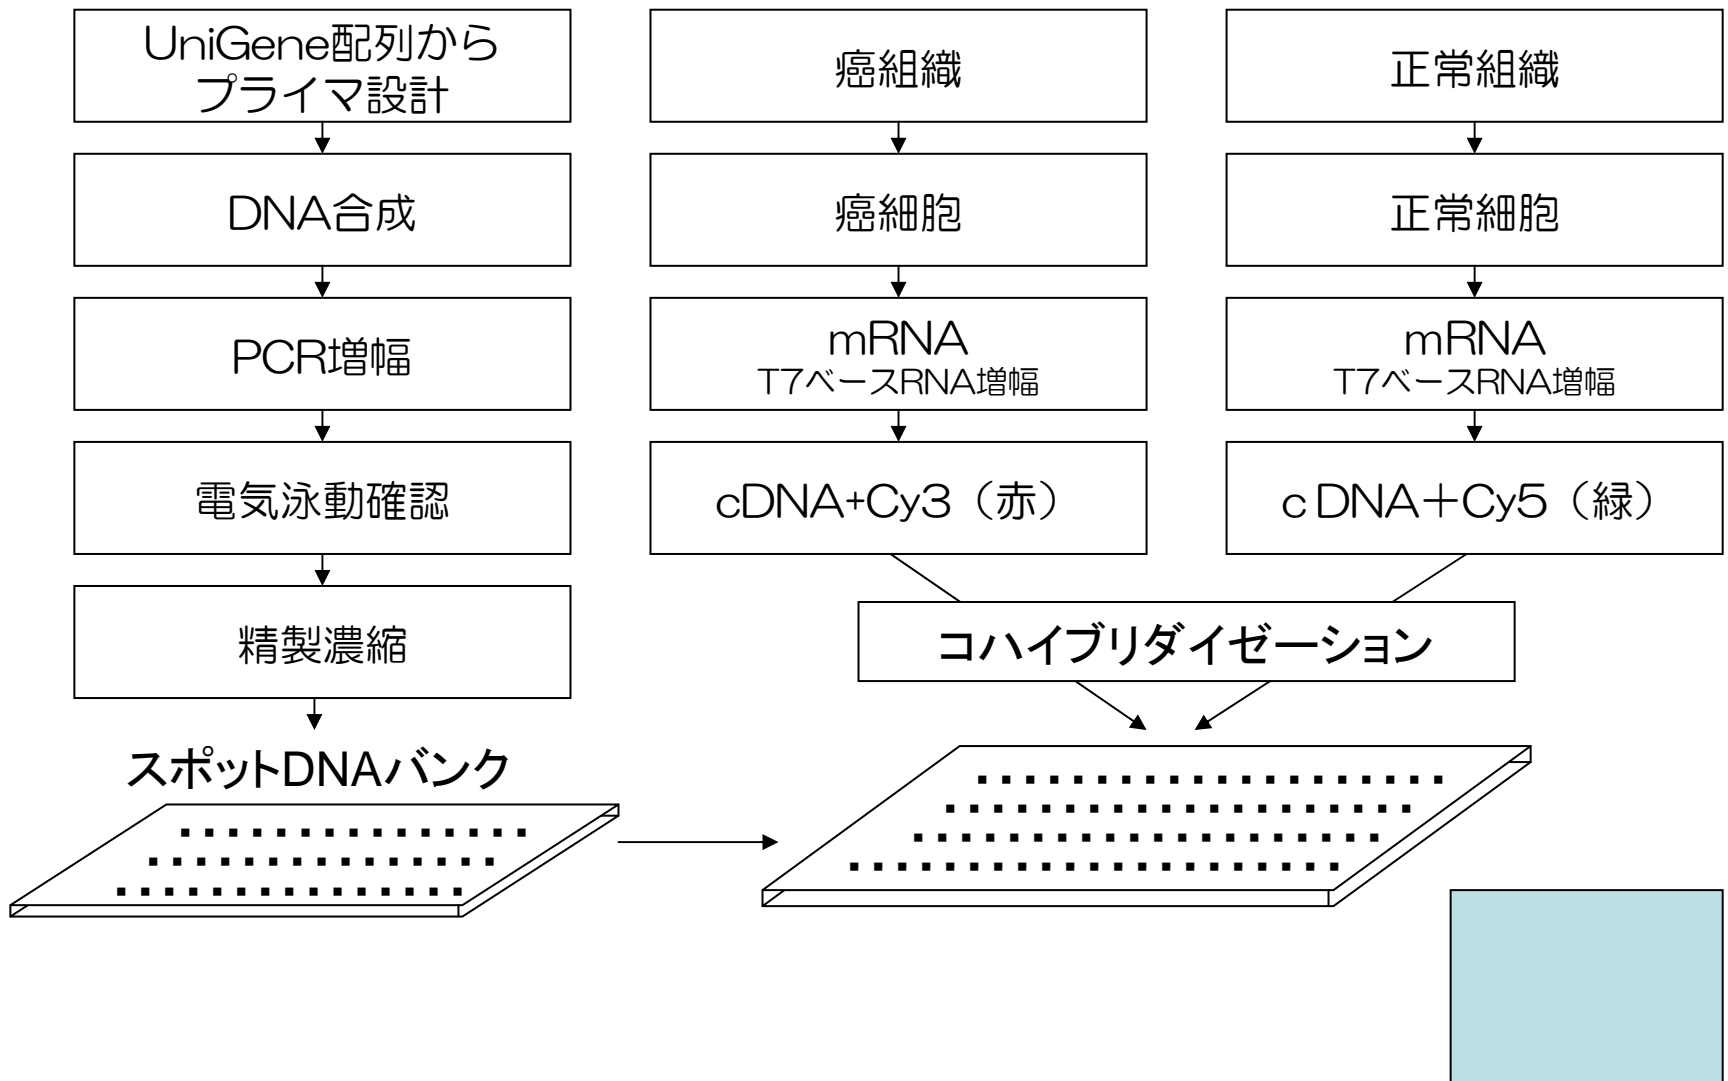 UniGene配列から
プライマ設計
DNA合成
PCR増幅
電気泳動確認
精製濃縮
スポットDNAバンク
癌組織
癌細胞
mRNA
T7ベースRNA増幅
cDNA+Cy3（赤）
正常組織
正常細胞
mRNA
T7ベースRNA増幅
cDNA＋Cy5（緑）
コハイブリダイゼーション